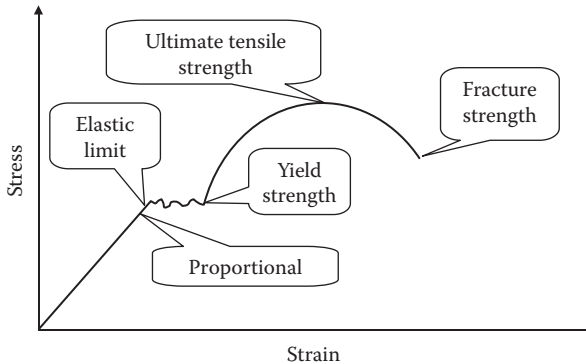 Ultimate tensile
strength
Fracture
strength
Elastic
limit
Yield
strength
Proportional
Stress
Strain